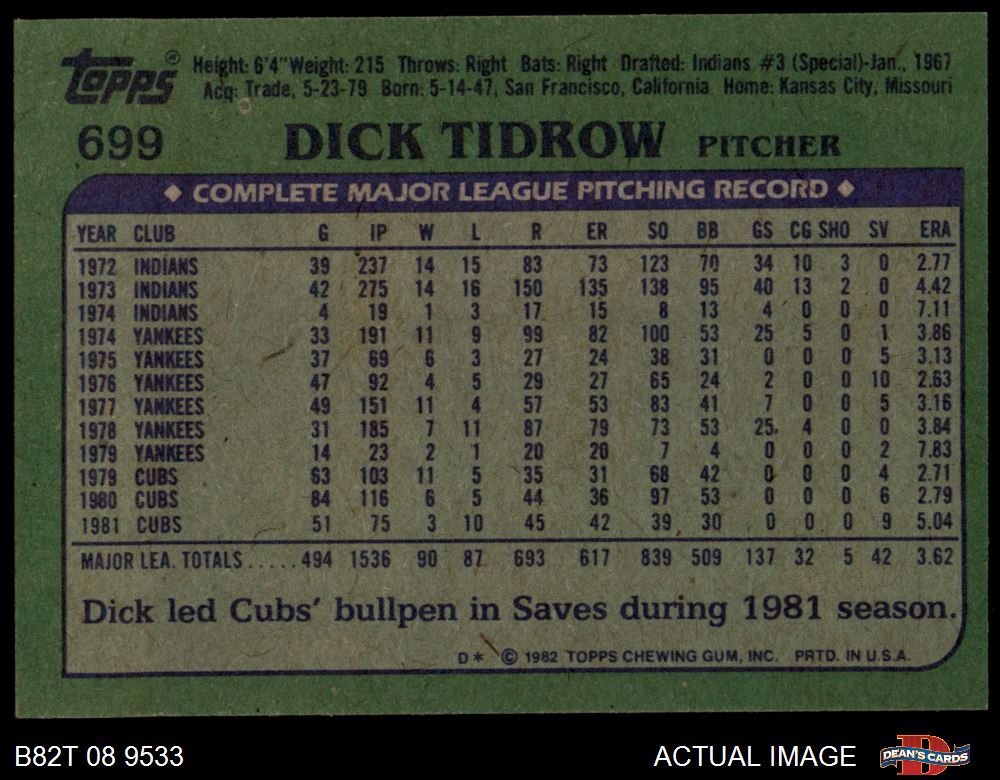 topps® Height: 6'4" Weight: 215 Throws: Right Bats: Right Drafted: Indians #3 (Special)-Jan., 1967
Acq: Trade, 5-23-79 Born: 5-14-47, San Francisco, California Home: Kansas City, Missouri
699 DICK TIDROW PITCHER
◆ COMPLETE MAJOR LEAGUE PITCHING RECORD ◆
YEAR CLUB G IP W L R ER SO BB GS CG SHO SV ERA
1972 INDIANS 39 237 14 15 83 73 123 70 34 10 3 0 2.77
1973 INDIANS 42 275 14 16 150 135 138 95 40 13 2 0 4.42
1974 INDIANS 4 19 1 3 17 15 8 13 4 0 0 0 7.11
1974 YANKEES 33 191 11 9 99 82 100 53 25 5 0 1 3.86
1975 YANKEES 37 69 6 3 27 24 38 31 0 0 0 5 3.13
1976 YANKEES 47 92 4 5 29 27 65 24 2 0 0 10 2.63
1977 YANKEES 49 151 11 4 57 53 83 41 7 0 0 5 3.16
1978 YANKEES 31 185 7 11 87 79 73 53 25 4 0 0 3.84
1979 YANKEES 14 23 2 1 20 20 7 4 0 0 0 2 7.83
1979 CUBS 63 103 11 5 35 31 68 42 0 0 0 4 2.71
1980 CUBS 84 116 6 5 44 36 97 53 0 0 0 6 2.79
1981 CUBS 51 75 3 10 45 42 39 30 0 0 0 9 5.04
MAJOR LEA. TOTALS.....494 1536 90 87 693 617 839 509 137 32 5 42 3.62
Dick led Cubs' bullpen in Saves during 1981 season.
D* © 1982 TOPPS CHEWING GUM, INC. PRTD. IN U.S.A.
B82T 08 9533 ACTUAL IMAGE DEAN'S CARDS